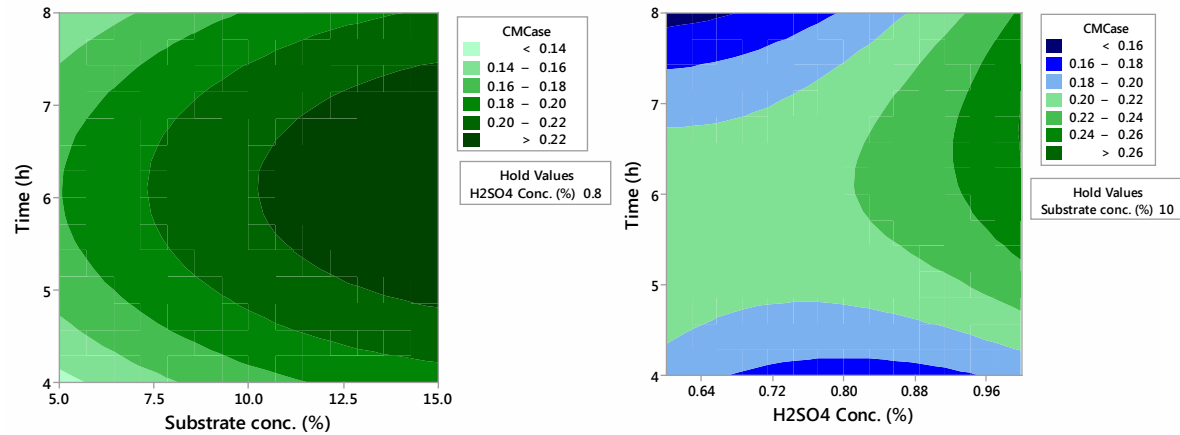 8
7
6
5
4
Time (h)
5.0 7.5 10.0 12.5 15.0
Substrate conc. (%)
CMCase
< 0.14
0.14 – 0.16
0.16 – 0.18
0.18 – 0.20
0.20 – 0.22
> 0.22
Hold Values
H2SO4 Conc. (%) 0.8
8
7
6
5
4
Time (h)
0.64 0.72 0.80 0.88 0.96
H2SO4 Conc. (%)
CMCase
< 0.16
0.16 – 0.18
0.18 – 0.20
0.20 – 0.22
0.22 – 0.24
0.24 – 0.26
> 0.26
Hold Values
Substrate conc. (%) 10